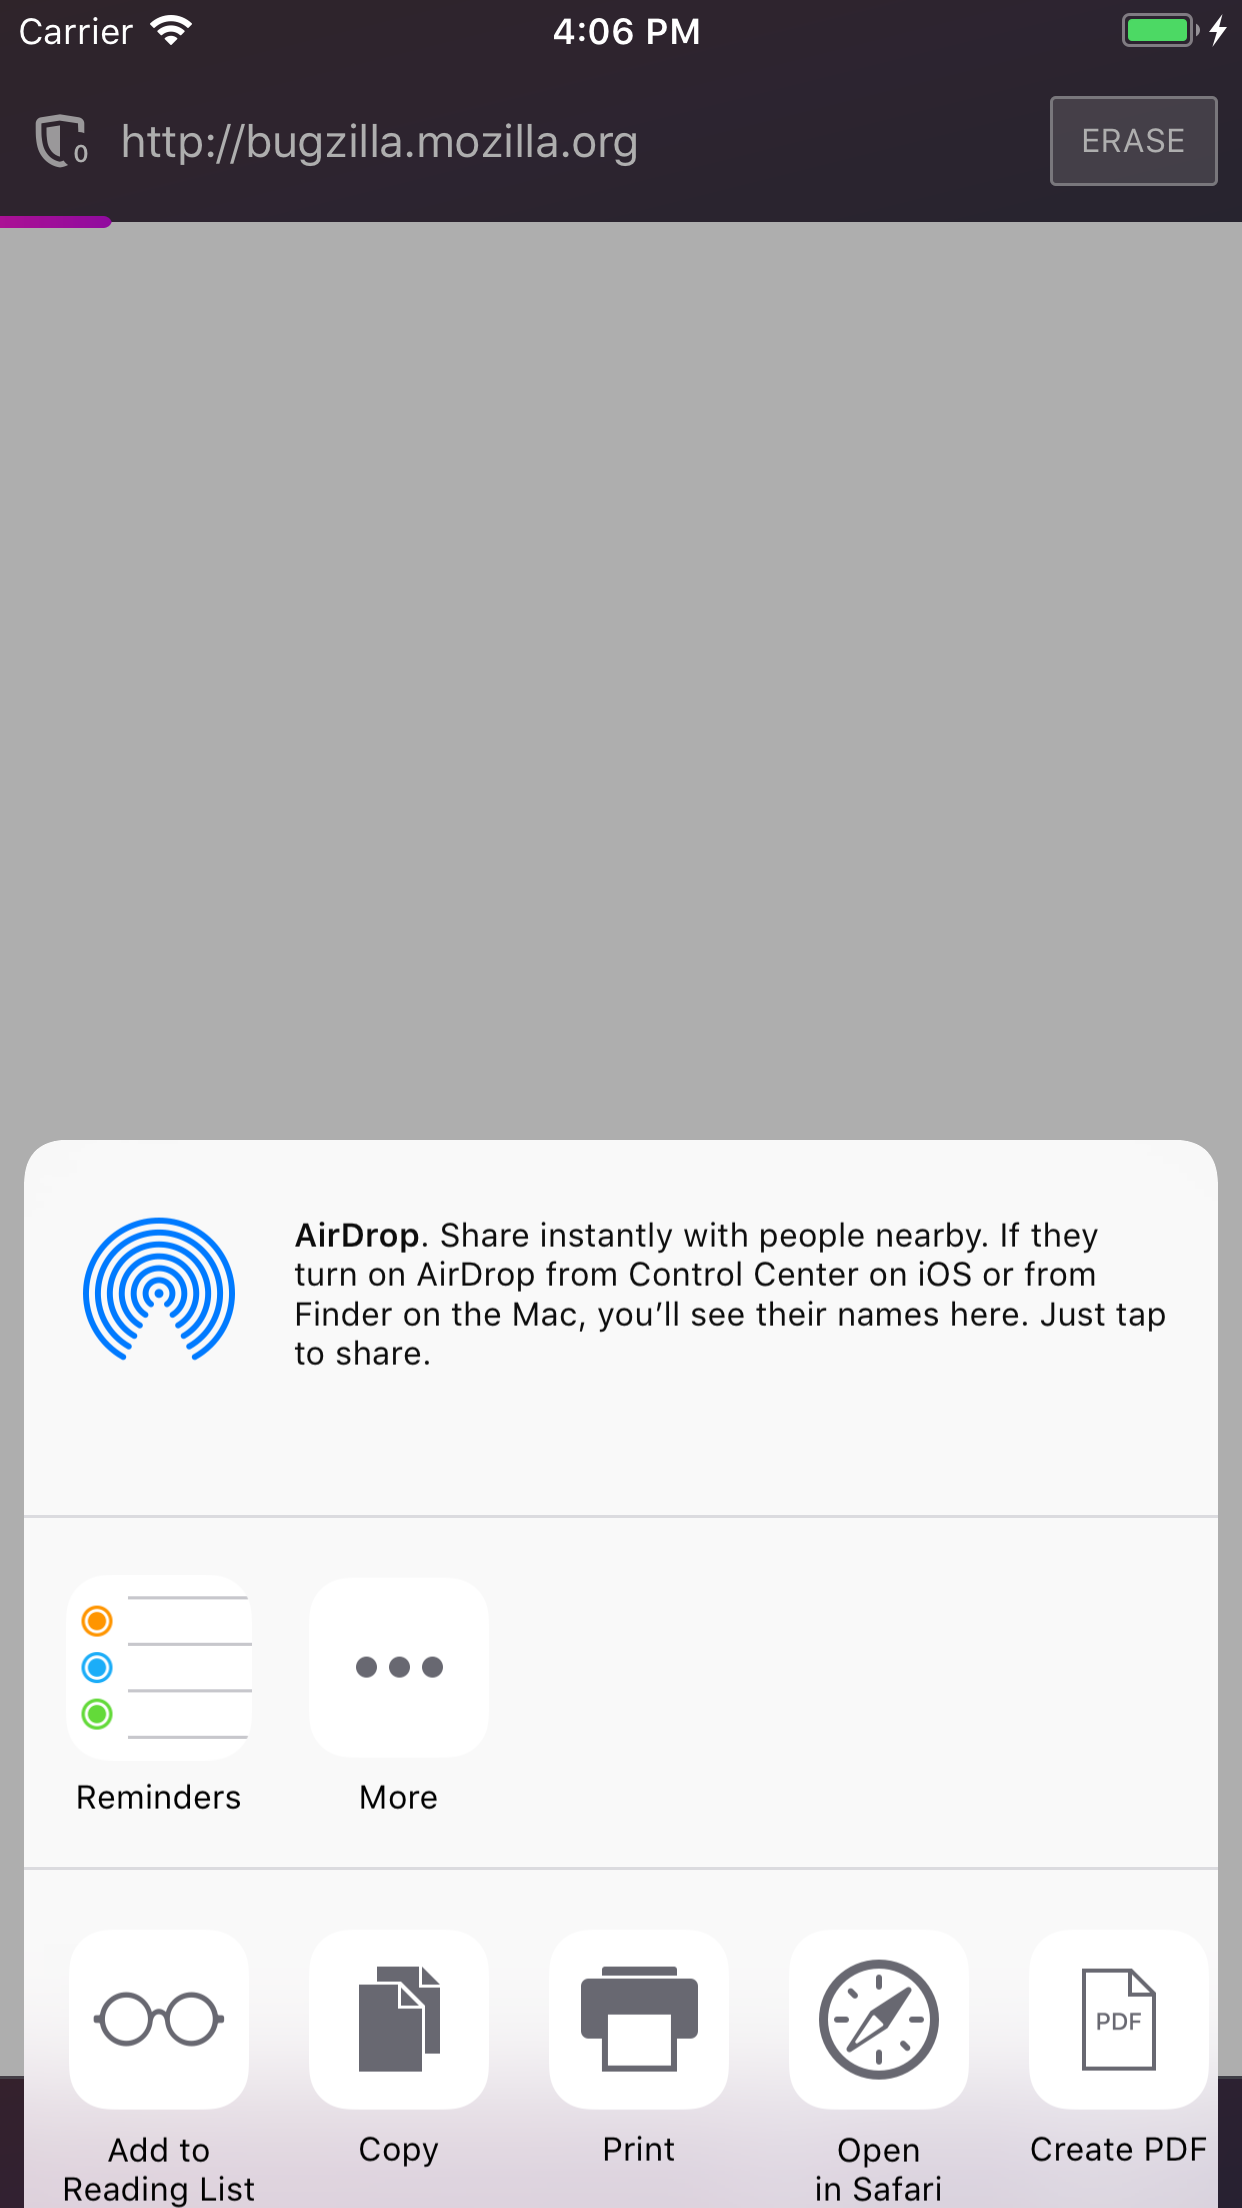 Carrier 4:06 PM
0 http://bugzilla.mozilla.org ERASE
AirDrop. Share instantly with people nearby. If they
turn on AirDrop from Control Center on iOS or from
Finder on the Mac, you’ll see their names here. Just tap
to share.
Reminders More
PDF
Add to Copy Print Open Create PDF
Reading List in Safari